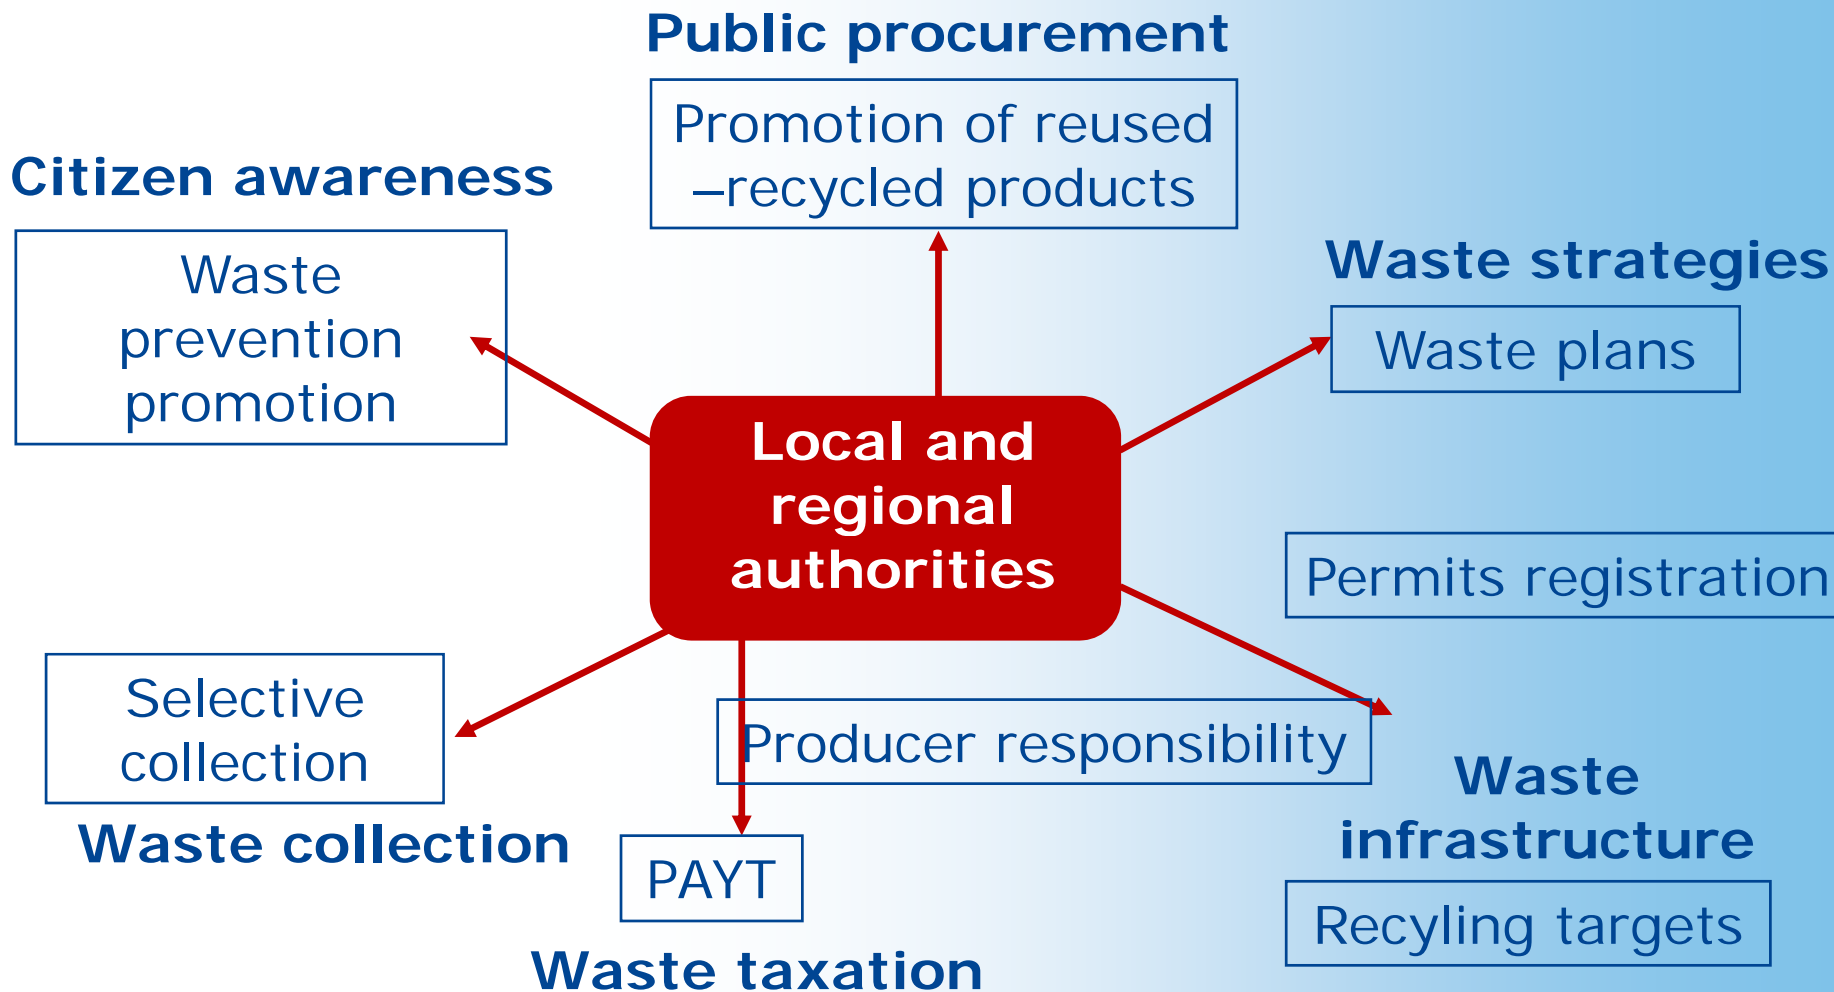 Public procurement
Promotion of reused
–recycled products
Citizen awareness
Waste
prevention
promotion
Waste strategies
Waste plans
Local and
regional
authorities
Permits registration
Selective
collection
Waste collection
Producer responsibility
PAYT
Waste taxation
Waste
infrastructure
Recyling targets